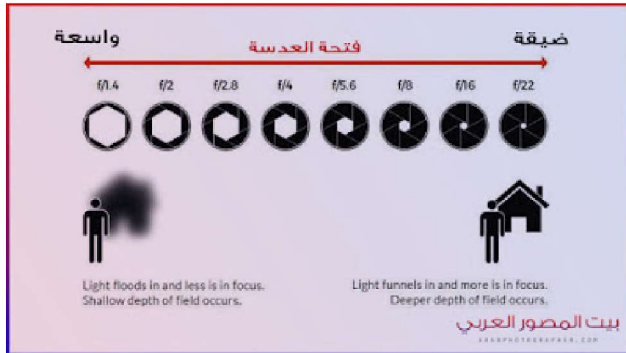 واسعة
ضيقة
فتحة العدسة
f/1.4 f/2 f/2.8 f/4 f/5.6 f/8 f/16 f/22
Light floods in and less is in focus.
Shallow depth of field occurs.
Light funnels in and more is in focus.
Deeper depth of field occurs.
بيت المصور العربي
ARABPHOTOGRAPHER.COM